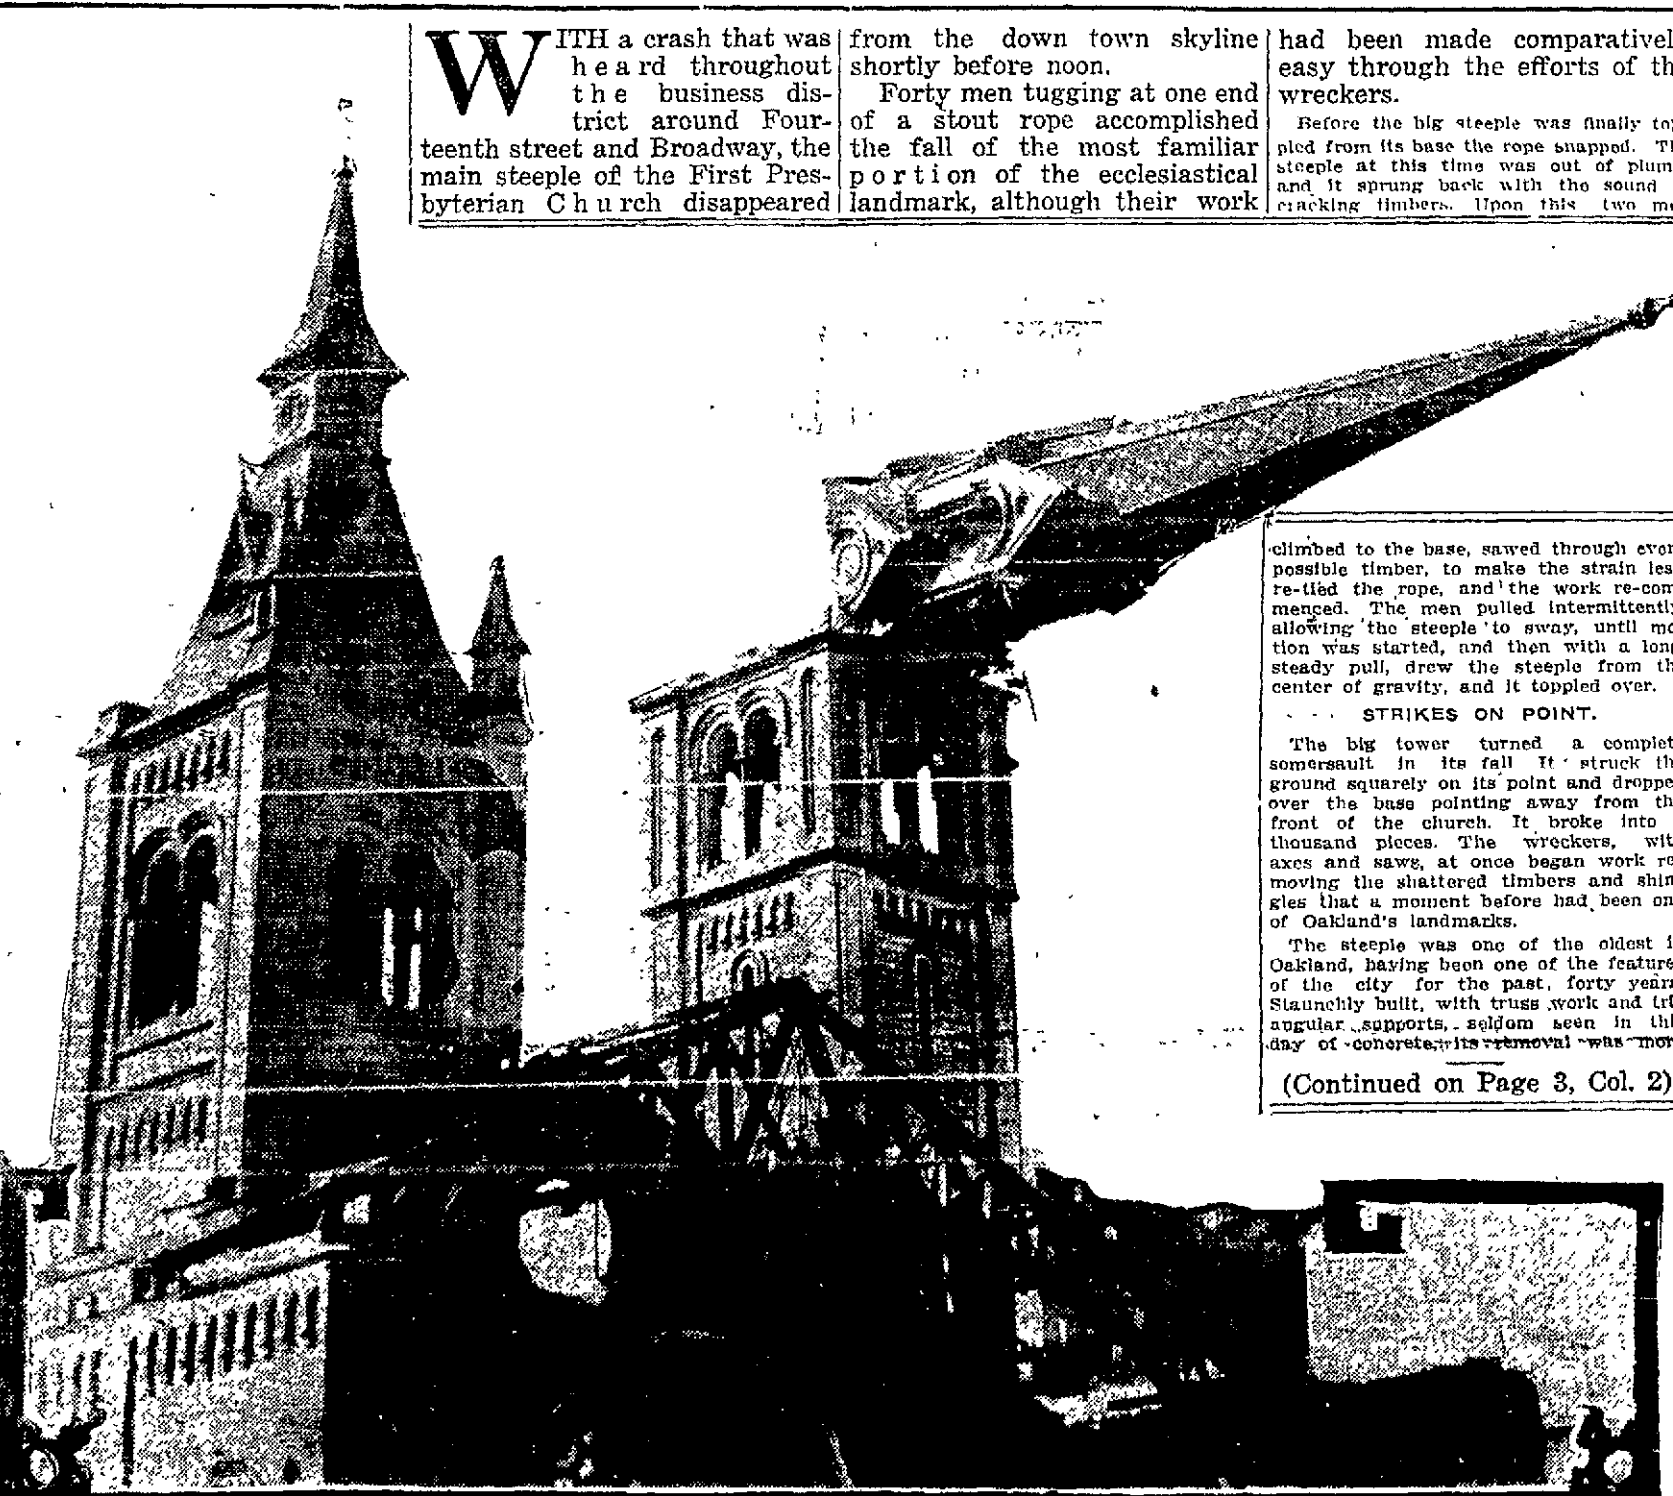 WITH a crash that was
heard throughout
the business dis-
trict around Four-
teenth street and Broadway, the
main steeple of the First Pres-
byterian Church disappeared
from the down town skyline
shortly before noon.
Forty men tugging at one end
of a stout rope accomplished
the fall of the most familiar
portion of the ecclesiastical
landmark, although their work
had been made comparativel
easy through the efforts of th
wreckers.
Before the big steeple was finally to
pled from its base the rope snapped. Th
steeple at this time was out of plum
and it sprung back with the sound
cracking timbers. Upon this two m
climbed to the base, sawed through ever
possible timber, to make the strain les
re-tied the rope, and the work re-com
menced. The men pulled intermittentl
allowing the steeple to sway, until mo
tion was started, and then with a long
steady pull, drew the steeple from th
center of gravity, and it toppled over.
STRIKES ON POINT.
The big tower turned a complet
somersault in its fall It struck th
ground squarely on its point and droppe
over the base pointing away from th
front of the church. It broke into
thousand pieces. The wreckers, wit
axes and saws, at once began work re
moving the shattered timbers and shin
gles that a moment before had been on
of Oakland's landmarks.
The steeple was one of the oldest i
Oakland, having been one of the feature
of the city for the past, forty years
Staunchly built, with truss work and tri
angular supports, seldom seen in thi
day of concrete, its removal was mor
(Continued on Page 3, Col. 2)